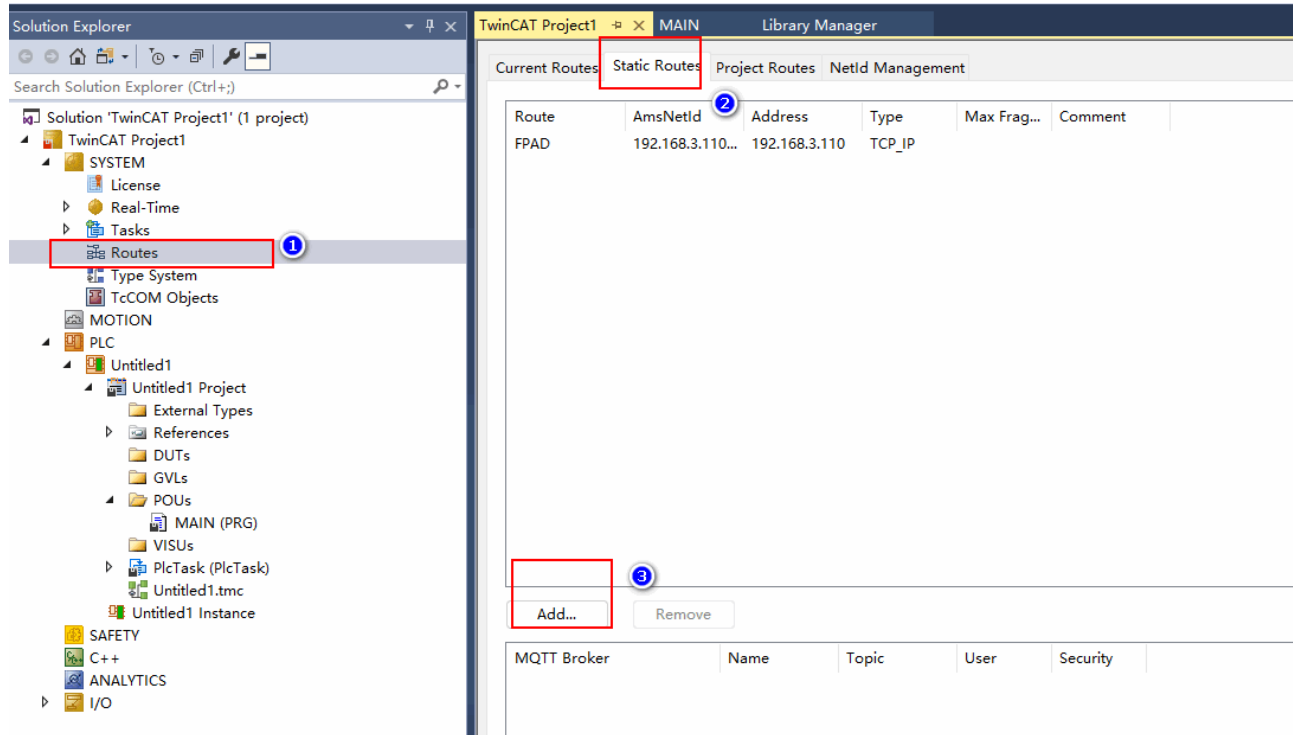 Solution Explorer
Search Solution Explorer (Ctrl+;)
Solution 'TwinCAT Project1' (1 project)
TwinCAT Project1
SYSTEM
License
Real-Time
Tasks
Routes
1
Type System
TcCOM Objects
MOTION
PLC
Untitled1
Untitled1 Project
External Types
References
DUTs
GVLs
POUs
MAIN (PRG)
VISUs
PlcTask (PlcTask)
Untitled1.tmc
Untitled1 Instance
SAFETY
C++
ANALYTICS
I/O
TwinCAT Project1 MAIN Library Manager
Current Routes Static Routes Project Routes NetId Management
2
Route AmsNetId Address Type Max Frag... Comment
FPAD 192.168.3.110... 192.168.3.110 TCP_IP
3
Add... Remove
MQTT Broker Name Topic User Security